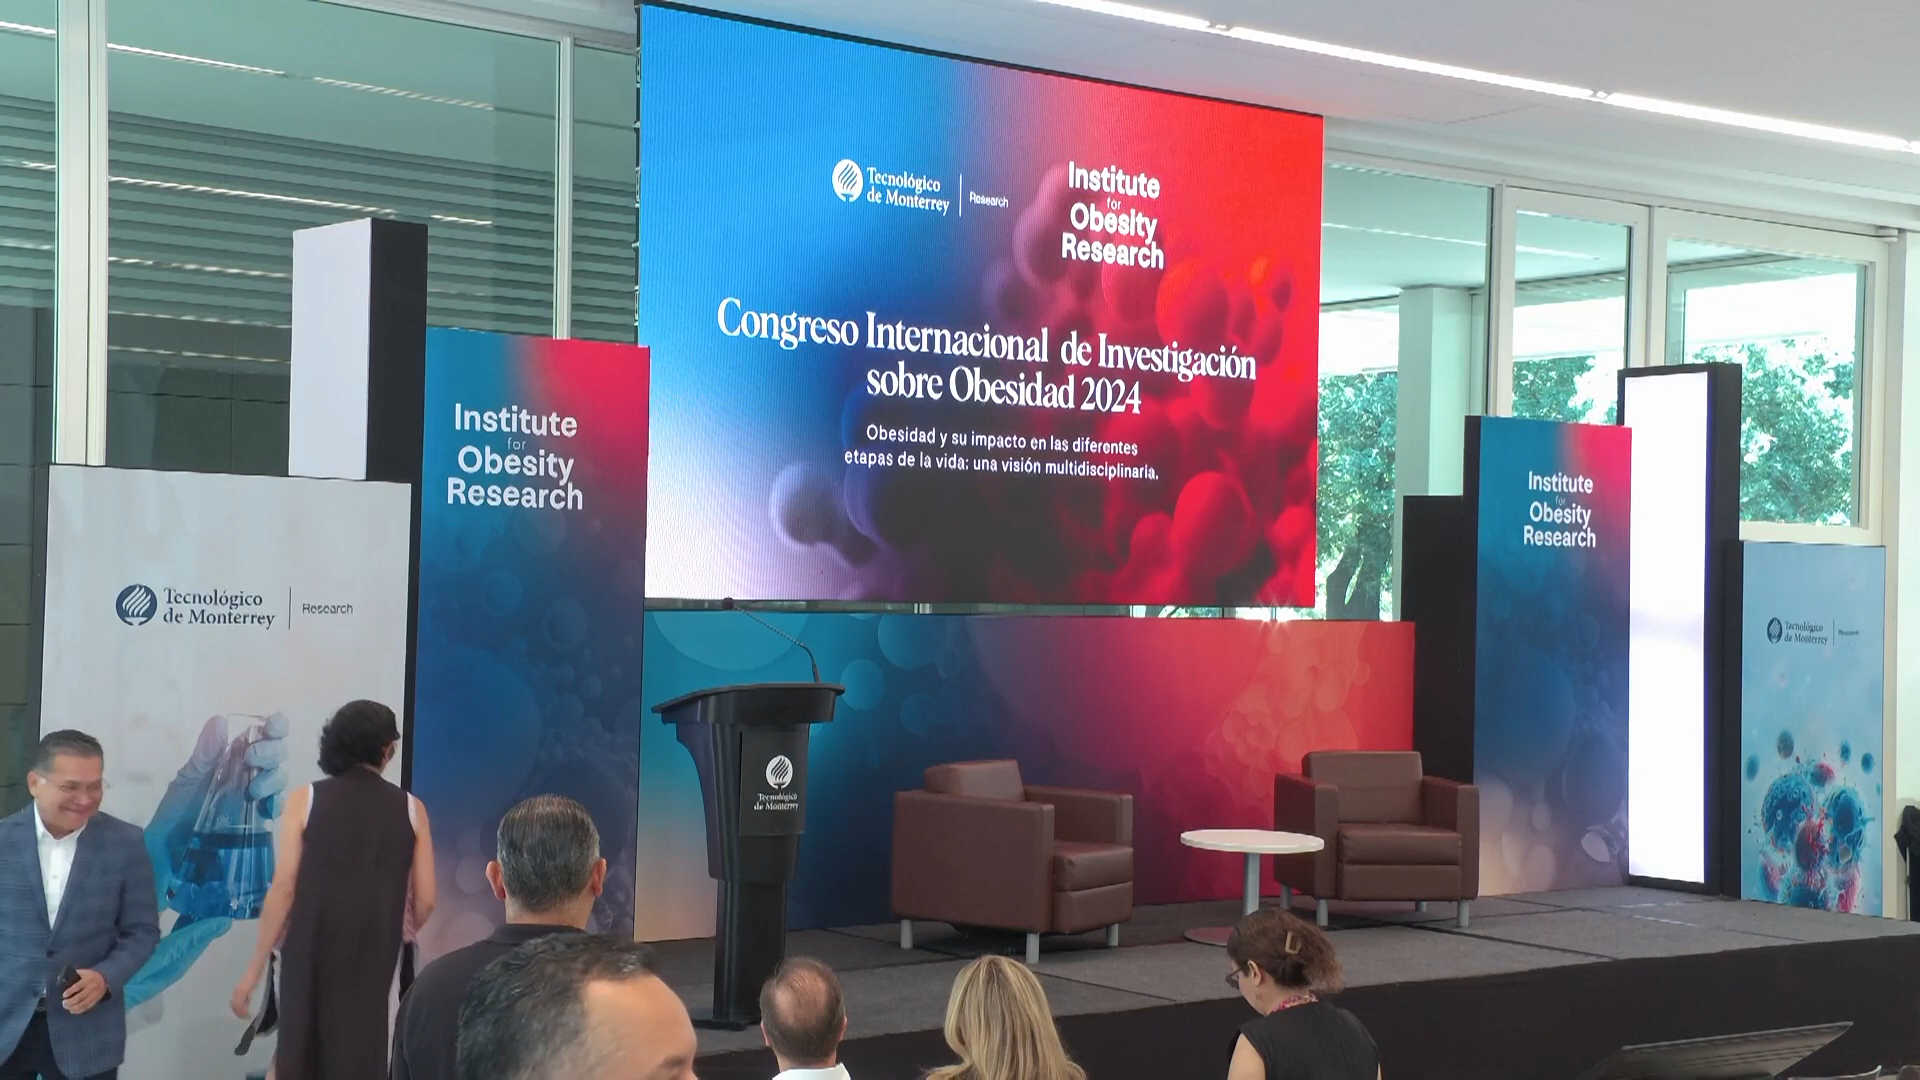 Tecnológico
de Monterrey
Research
Institute
for
Obesity
Research
Congreso Internacional de Investigación
sobre Obesidad 2024
Obesidad y su impacto en las diferentes
etapas de la vida: una visión multidisciplinaria.
Institute
for
Obesity
Research
Tecnológico
de Monterrey
Research
Tecnológico
de Monterrey
Institute
for
Obesity
Research
Tecnológico
de Monterrey
Research